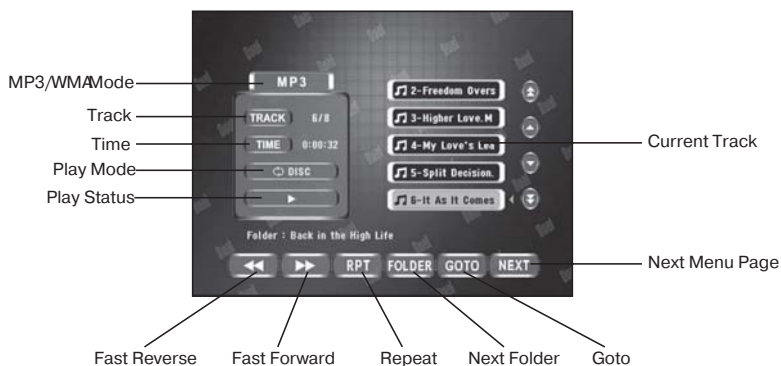 MP3/WMA Mode
Track
Time
Play Mode
Play Status
MP3
TRACK 6/8
TIME 0:00:32
DISC
2-Freedom Overs
3-Higher Love.M
4-My Love's Lea
5-Split Decision.
6-It As It Comes
Current Track
Folder : Back in the High Life
RPT FOLDER GOTO NEXT
Next Menu Page
Fast Reverse
Fast Forward
Repeat
Next Folder
Goto